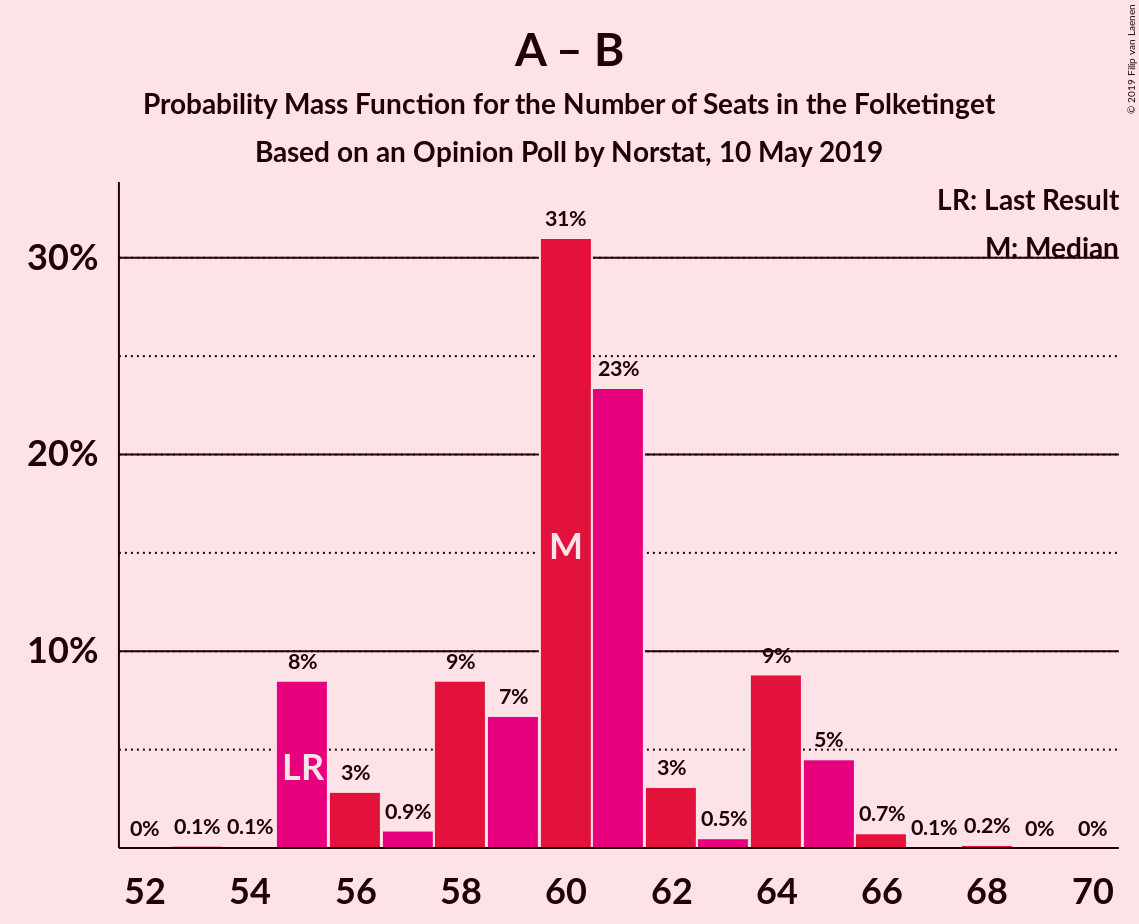 A – B
Probability Mass Function for the Number of Seats in the Folketinget
Based on an Opinion Poll by Norstat, 10 May 2019
© 2019 Filip van Laenen
LR: Last Result
M: Median
30%
20%
10%
0%
0.1%
0.1%
8%
3%
0.9%
9%
7%
31%
23%
3%
0.5%
9%
5%
0.7%
0.1%
0.2%
0%
0%
LR
M
52 54 56 58 60 62 64 66 68 70